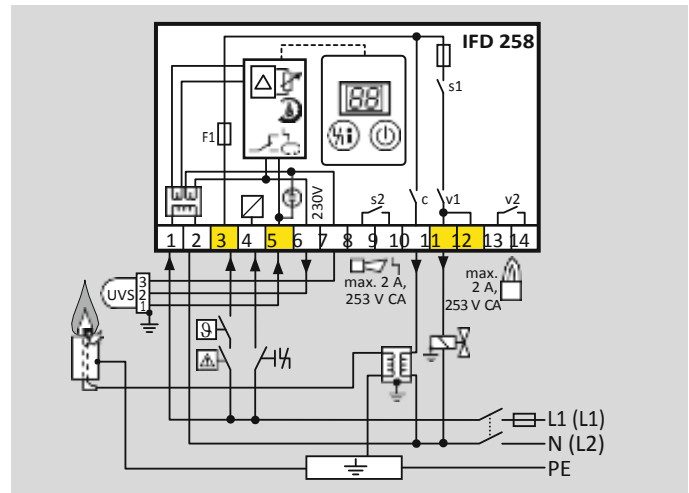 IFD 258
88
s1
F1
230V
s2
c
v1
v2
1 2 3 4 5 6 7 8 9 10 11 12 13 14
max. 2 A,
253 V CA
max.
2 A,
253 V CA
UVS
3
2
1
ϑ
L1 (L1)
N (L2)
PE